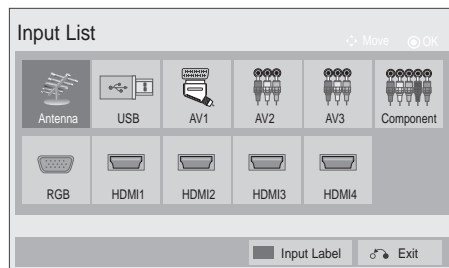 Input List
Move OK
Antenna USB AV1 AV2 AV3 Component
RGB HDMI1 HDMI2 HDMI3 HDMI4
Input Label Exit